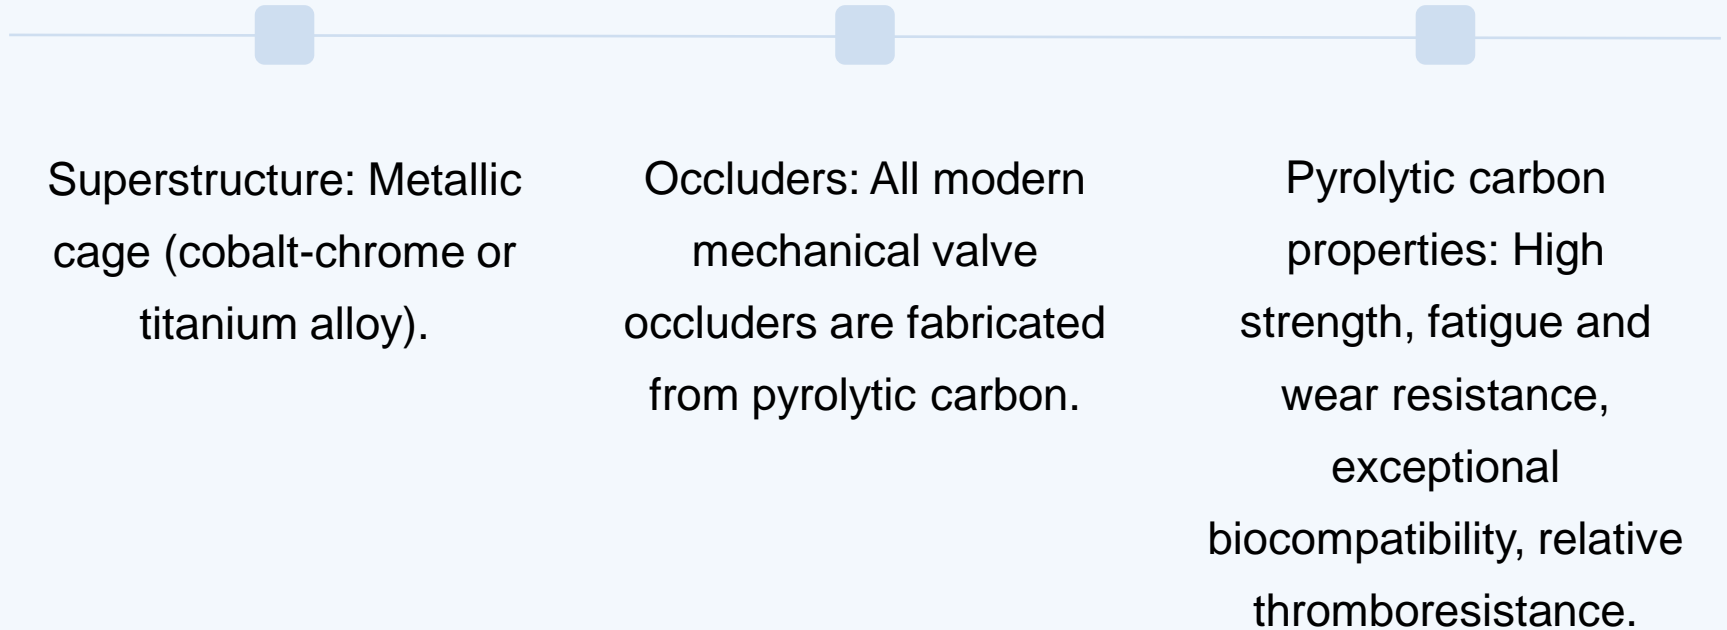 Superstructure: Metallic
cage (cobalt-chrome or
titanium alloy).
Occluders: All modern
mechanical valve
occluders are fabricated
from pyrolytic carbon.
Pyrolytic carbon
properties: High
strength, fatigue and
wear resistance,
exceptional
biocompatibility, relative
thromboresistance.